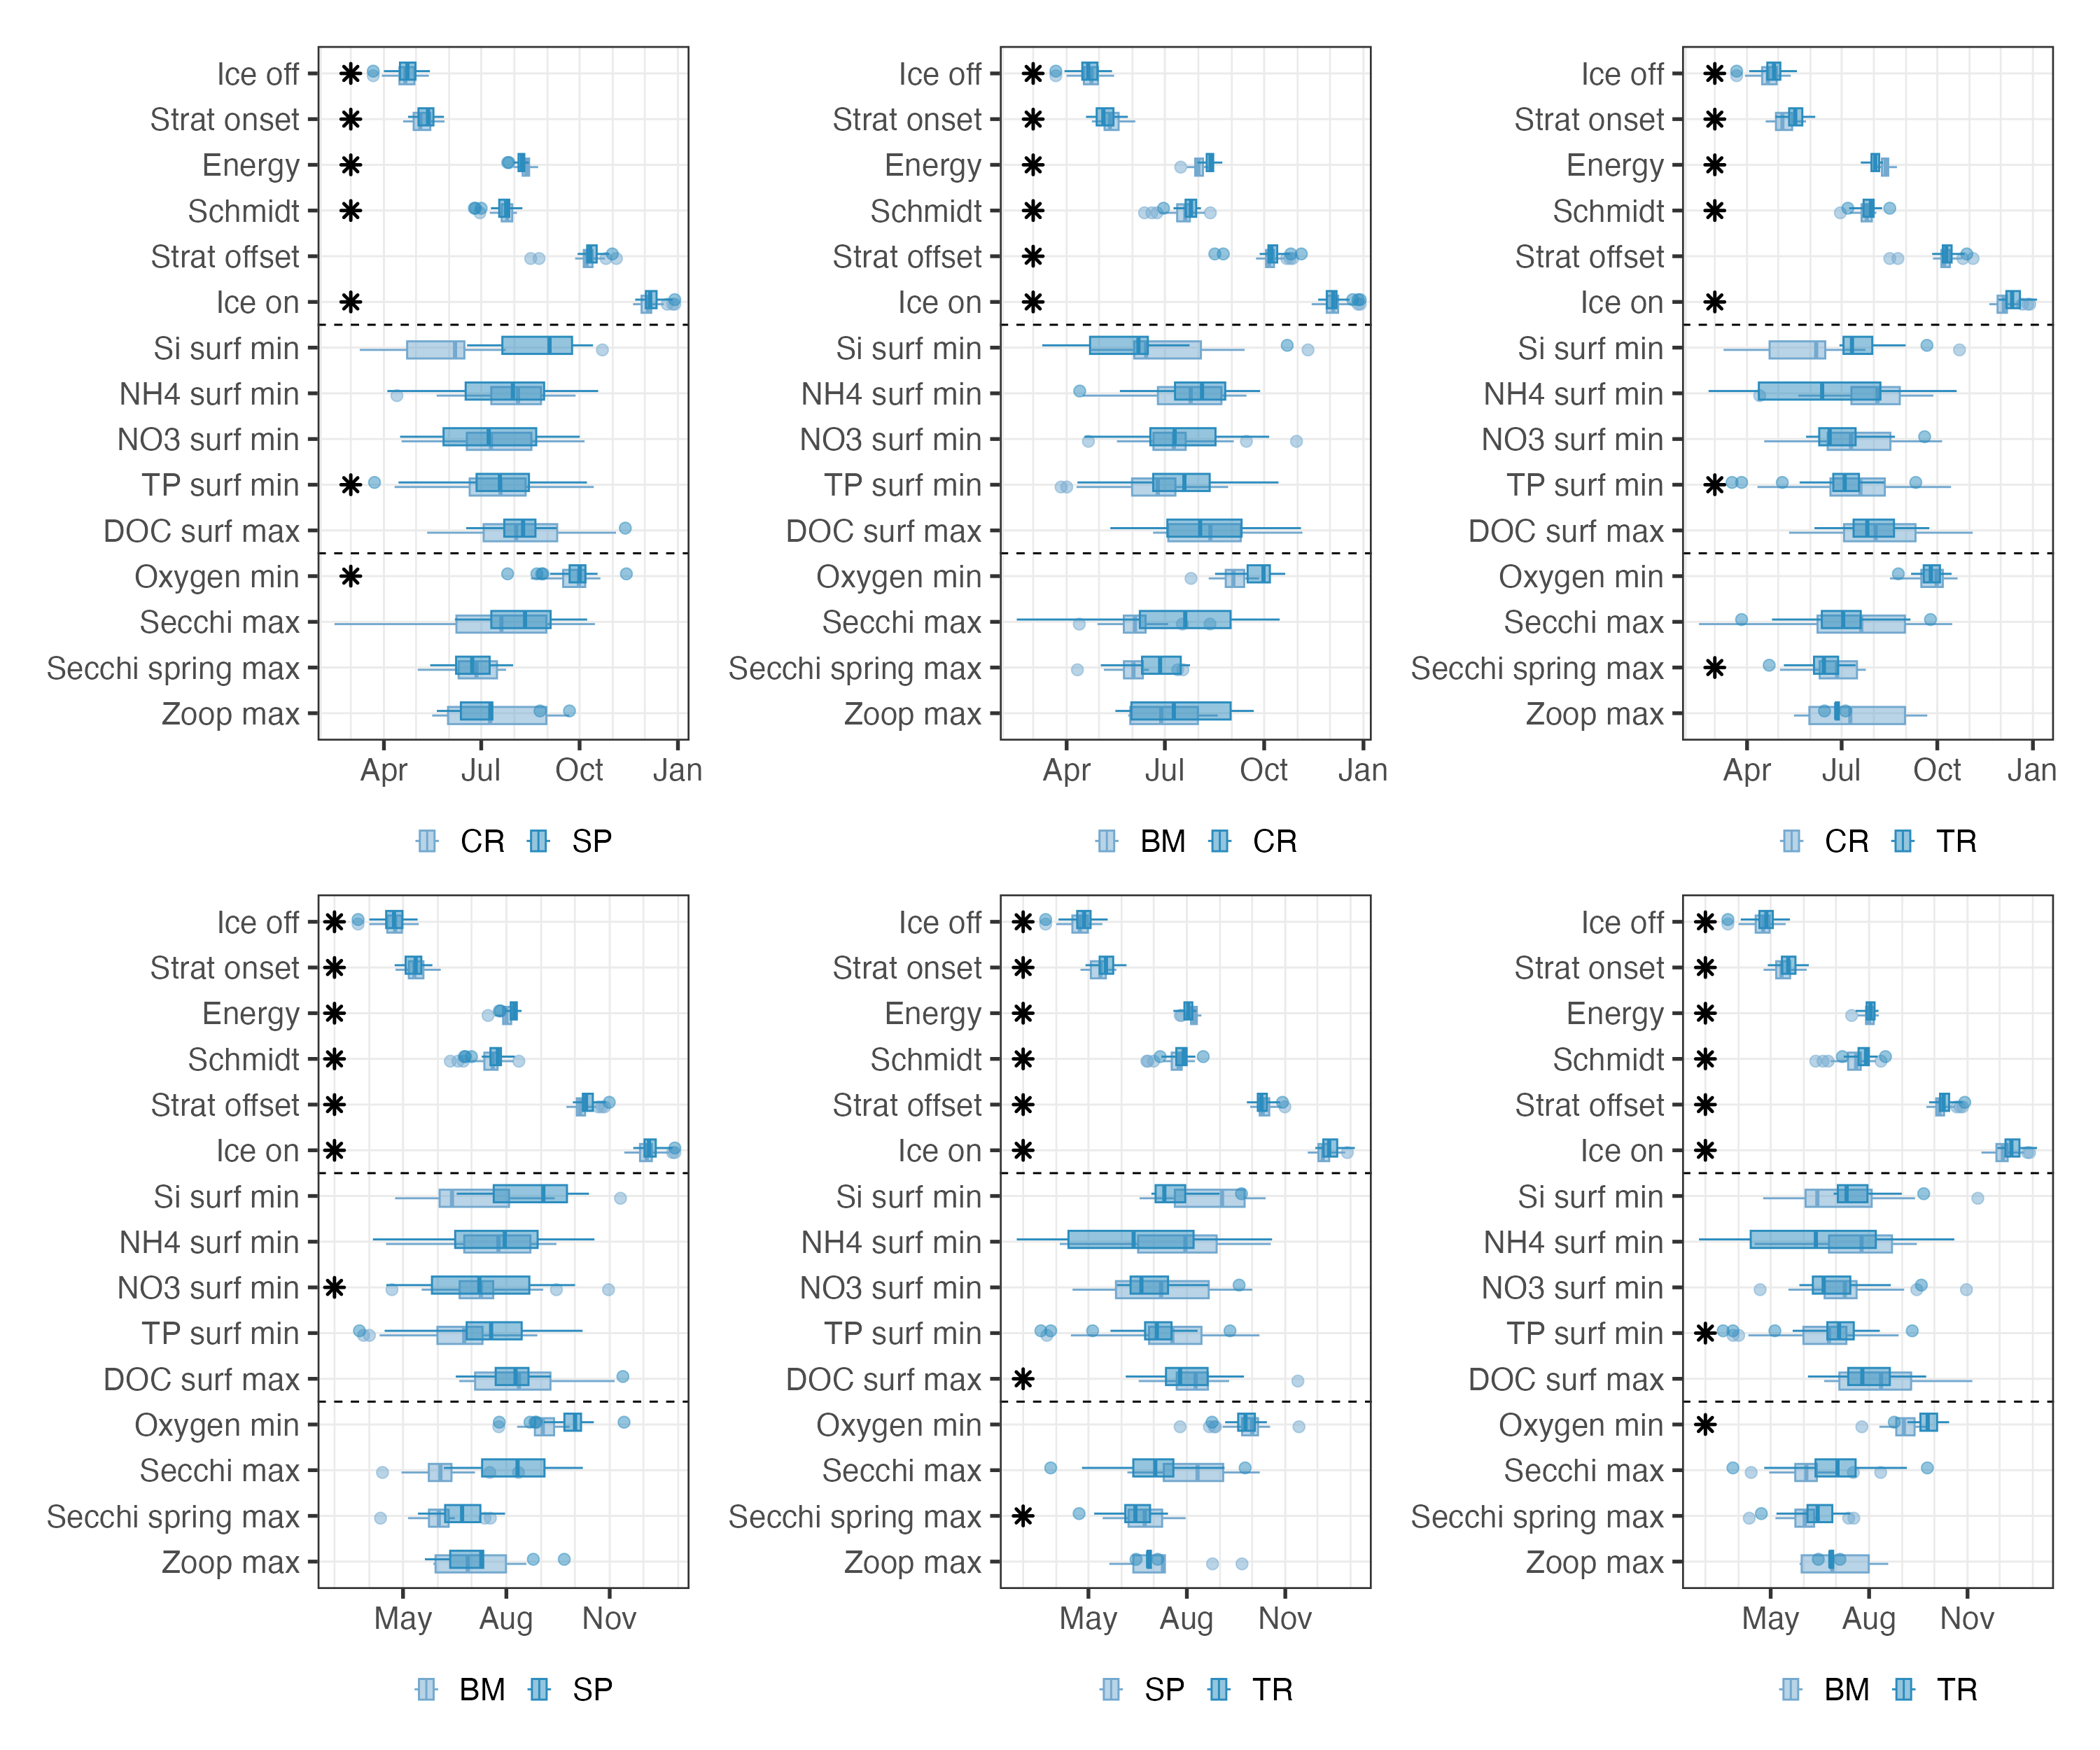 Ice off
Strat onset
Energy
Schmidt
Strat offset
Ice on
Si surf min
NH4 surf min
NO3 surf min
TP surf min
DOC surf max
Oxygen min
Secchi max
Secchi spring max
Zoop max
Apr Jul Oct Jan
CR SP
Ice off
Strat onset
Energy
Schmidt
Strat offset
Ice on
Si surf min
NH4 surf min
NO3 surf min
TP surf min
DOC surf max
Oxygen min
Secchi max
Secchi spring max
Zoop max
Apr Jul Oct Jan
BM CR
Ice off
Strat onset
Energy
Schmidt
Strat offset
Ice on
Si surf min
NH4 surf min
NO3 surf min
TP surf min
DOC surf max
Oxygen min
Secchi max
Secchi spring max
Zoop max
Apr Jul Oct Jan
CR TR
Ice off
Strat onset
Energy
Schmidt
Strat offset
Ice on
Si surf min
NH4 surf min
NO3 surf min
TP surf min
DOC surf max
Oxygen min
Secchi max
Secchi spring max
Zoop max
May Aug Nov
BM SP
Ice off
Strat onset
Energy
Schmidt
Strat offset
Ice on
Si surf min
NH4 surf min
NO3 surf min
TP surf min
DOC surf max
Oxygen min
Secchi max
Secchi spring max
Zoop max
May Aug Nov
SP TR
Ice off
Strat onset
Energy
Schmidt
Strat offset
Ice on
Si surf min
NH4 surf min
NO3 surf min
TP surf min
DOC surf max
Oxygen min
Secchi max
Secchi spring max
Zoop max
May Aug Nov
BM TR